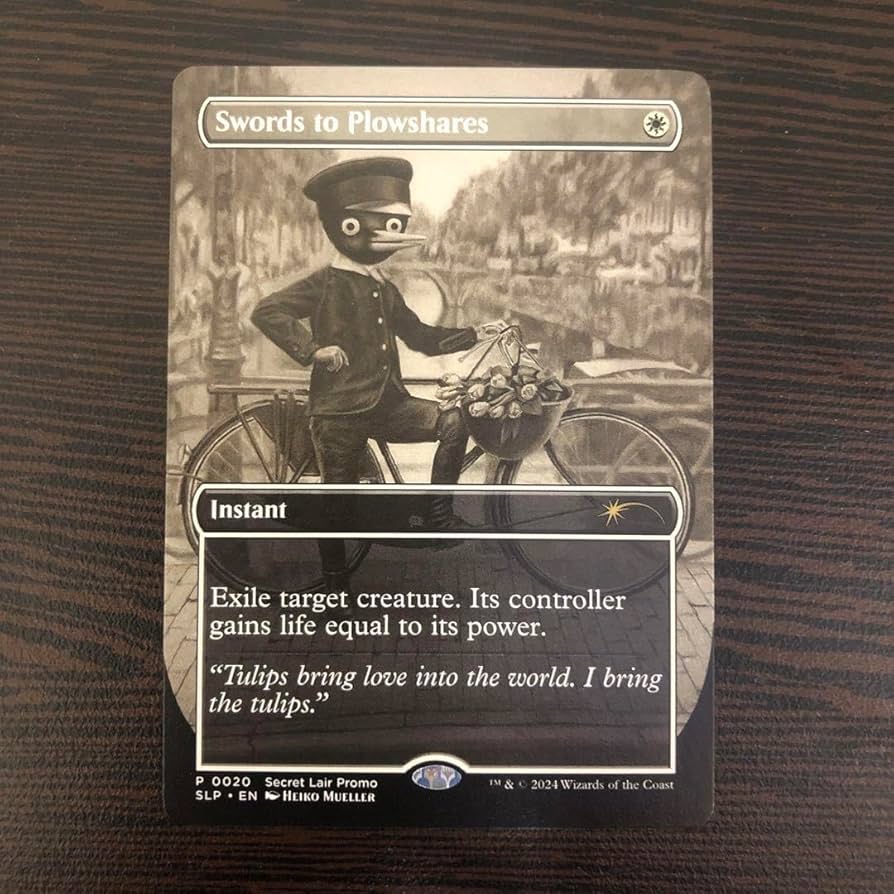 Swords to Plowshares
Instant
Exile target creature. Its controller
gains life equal to its power.
“Tulips bring love into the world. I bring
the tulips.”
P 0020 Secret Lair Promo
SLP • EN HEIKO MUELLER
™ & © 2024 Wizards of the Coast